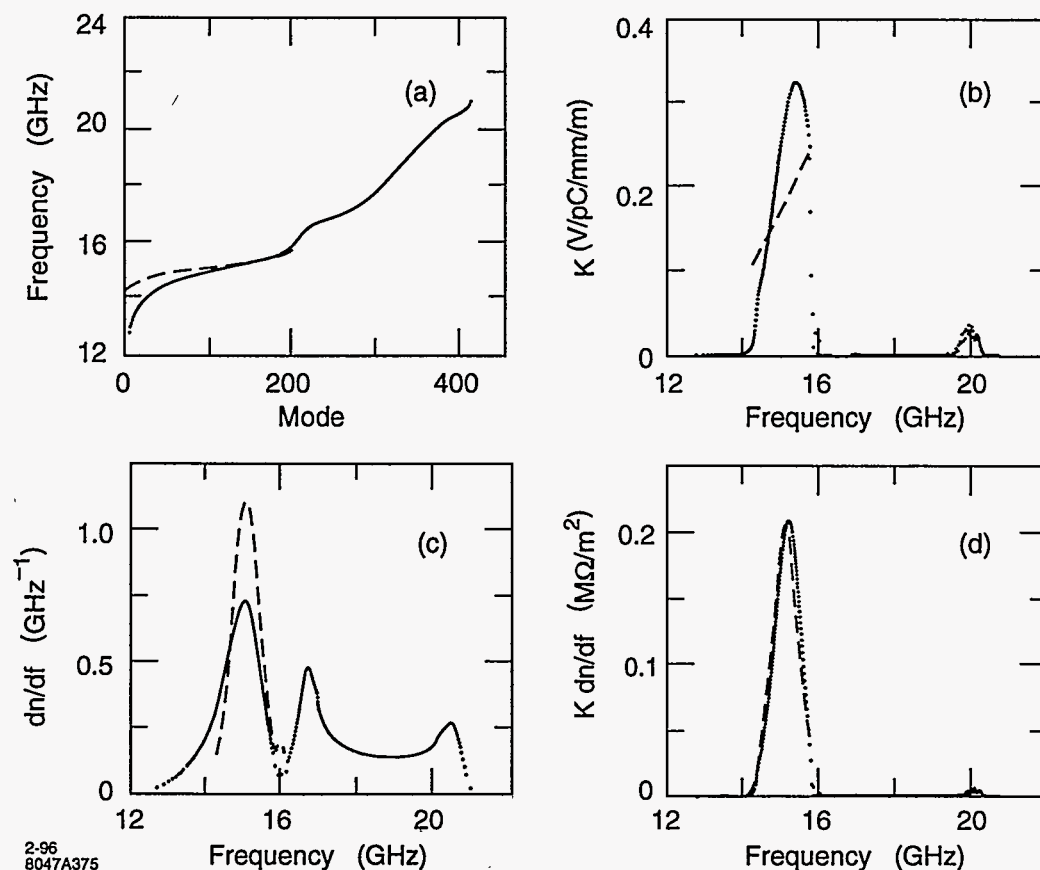 24
20
16
12
Frequency (GHz)
(a)
0
200
400
Mode
0.4
0.2
0
K (V/pC/mm/m)
(b)
12
16
20
Frequency (GHz)
1.0
0.5
0
dn/df (GHz⁻¹)
(c)
12
16
20
Frequency (GHz)
0.2
0.1
0
K dn/df (MΩ/m²)
(d)
12
16
20
Frequency (GHz)
2-96
8047A375